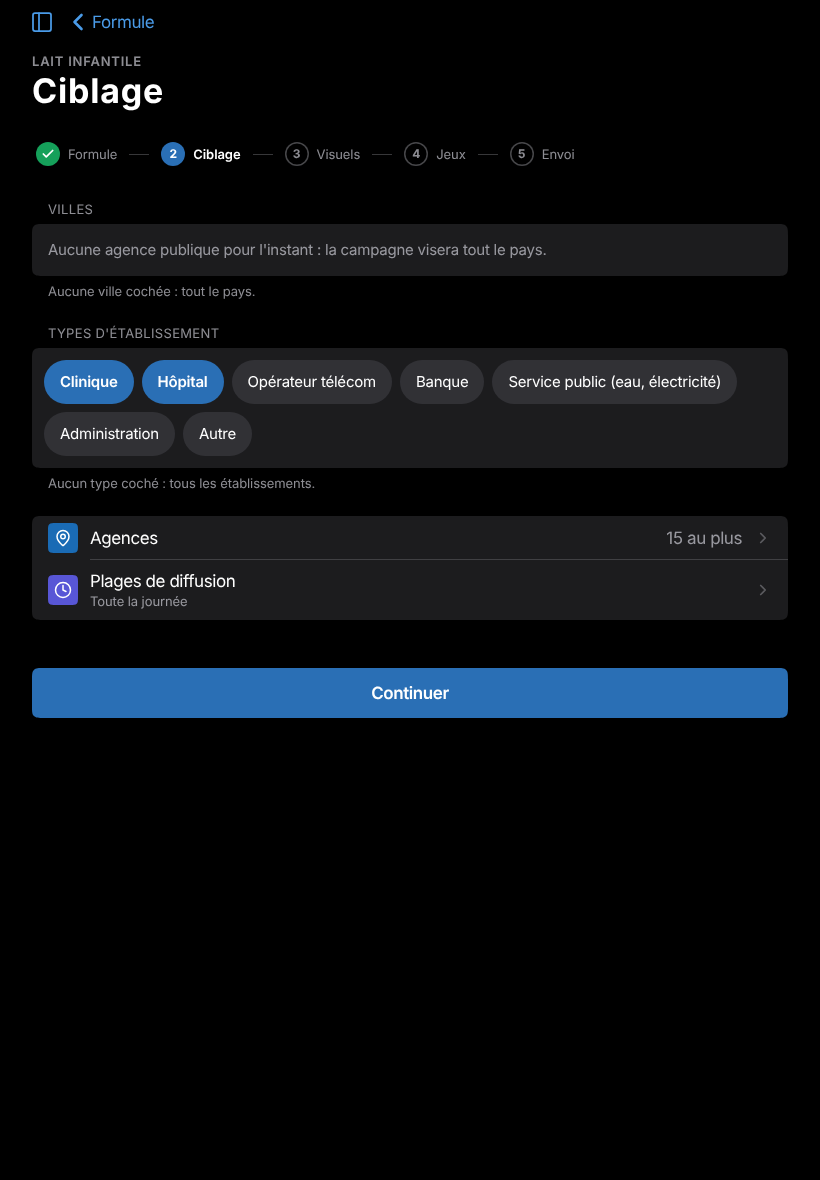 Formule
LAIT INFANTILE
Ciblage
Formule
2 Ciblage
3 Visuels
4 Jeux
5 Envoi
VILLES
Aucune agence publique pour l'instant : la campagne visera tout le pays.
Aucune ville cochée : tout le pays.
TYPES D'ÉTABLISSEMENT
Clinique Hôpital Opérateur télécom Banque Service public (eau, électricité)
Administration Autre
Aucun type coché : tous les établissements.
Agences 15 au plus
Plages de diffusion
Toute la journée
Continuer